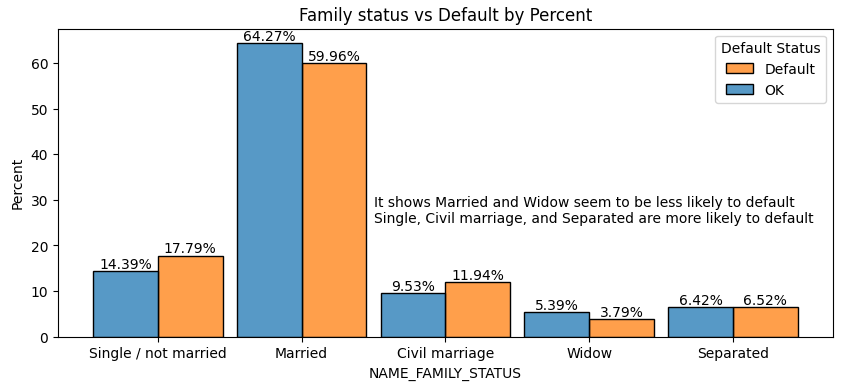 Family status vs Default by Percent
64.27%
59.96%
Default Status
Default
OK
60
50
40
Percent
30
It shows Married and Widow seem to be less likely to default
Single, Civil marriage, and Separated are more likely to default
20
14.39%
17.79%
9.53%
11.94%
5.39%
3.79%
6.42%
6.52%
10
0
Single / not married
Married
Civil marriage
Widow
Separated
NAME_FAMILY_STATUS